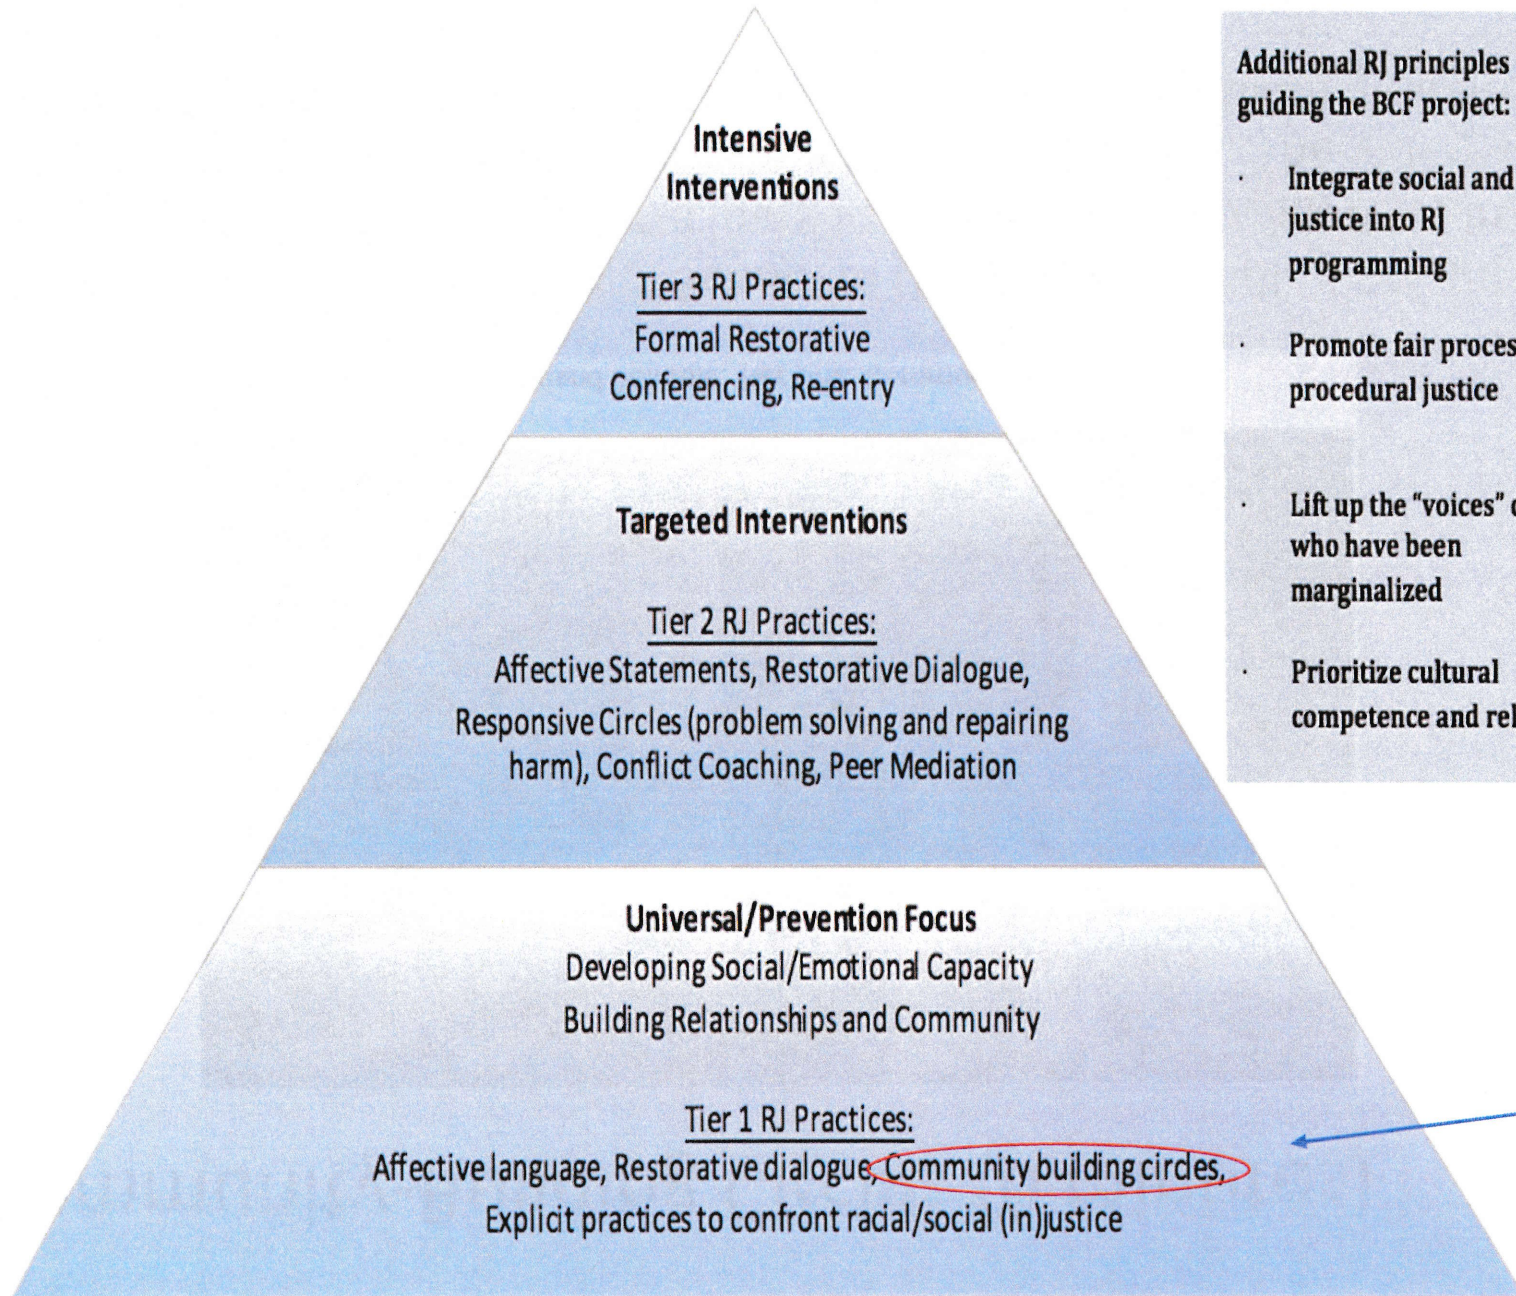 Intensive
Interventions
Tier 3 RJ Practices:
Formal Restorative
Conferencing, Re-entry
Targeted Interventions
Tier 2 RJ Practices:
Affective Statements, Restorative Dialogue,
Responsive Circles (problem solving and repairing
harm), Conflict Coaching, Peer Mediation
Universal/Prevention Focus
Developing Social/Emotional Capacity
Building Relationships and Community
Tier 1 RJ Practices:
Affective language, Restorative dialogue, Community building circles,
Explicit practices to confront racial/social (in)justice
Additional RJ principles
guiding the BCF project:
· Integrate social and
justice into RJ
programming
· Promote fair
procedural justice
· Lift up the "voices"
who have been
marginalized
· Prioritize cultural
competence and